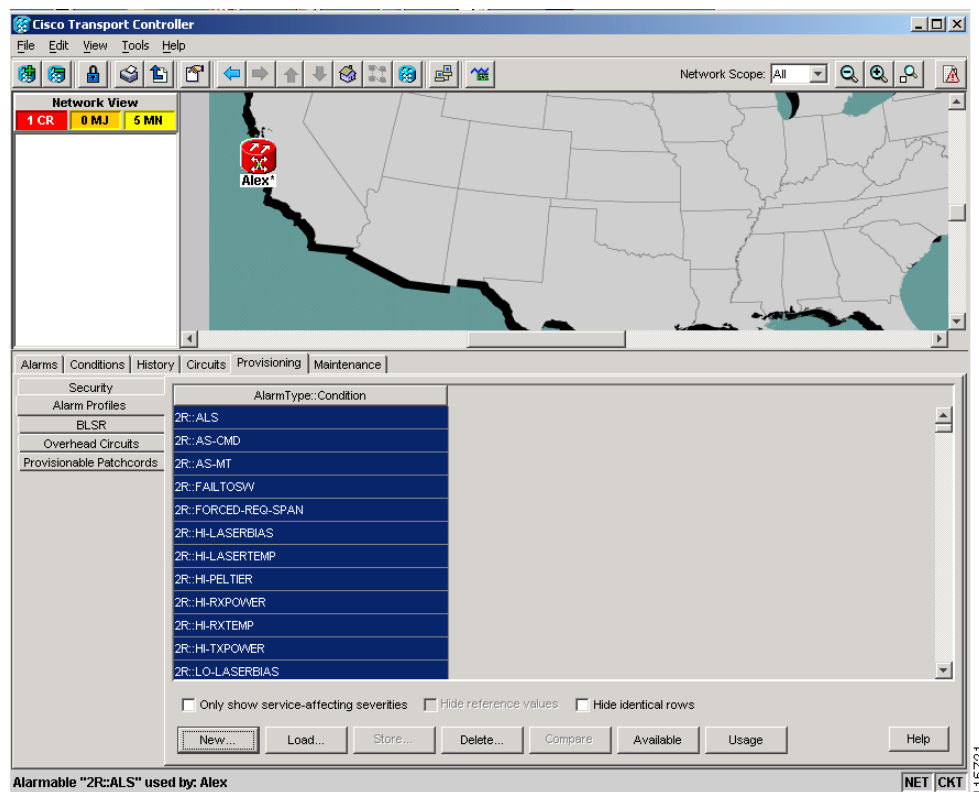 Cisco Transport Controller
File Edit View Tools Help
Network Scope: All
Network View
1 CR 0 MJ 5 MN
Alex*
Alarms Conditions History Circuits Provisioning Maintenance
Security
Alarm Profiles
BLSR
Overhead Circuits
Provisionable Patchcords
AlarmType::Condition
2R::ALS
2R::AS-CMD
2R::AS-MT
2R::FAILTOSW
2R::FORCED-REQ-SPAN
2R::HI-LASERBIAS
2R::HI-LASERTEMP
2R::HI-PELTIER
2R::HI-RXPOWER
2R::HI-RXTEMP
2R::HI-TXPOWER
2R::LO-LASERBIAS
Only show service-affecting severities Hide reference values Hide identical rows
New... Load... Store... Delete... Compare Available Usage Help
Alarmable "2R::ALS" used by: Alex NET CKT